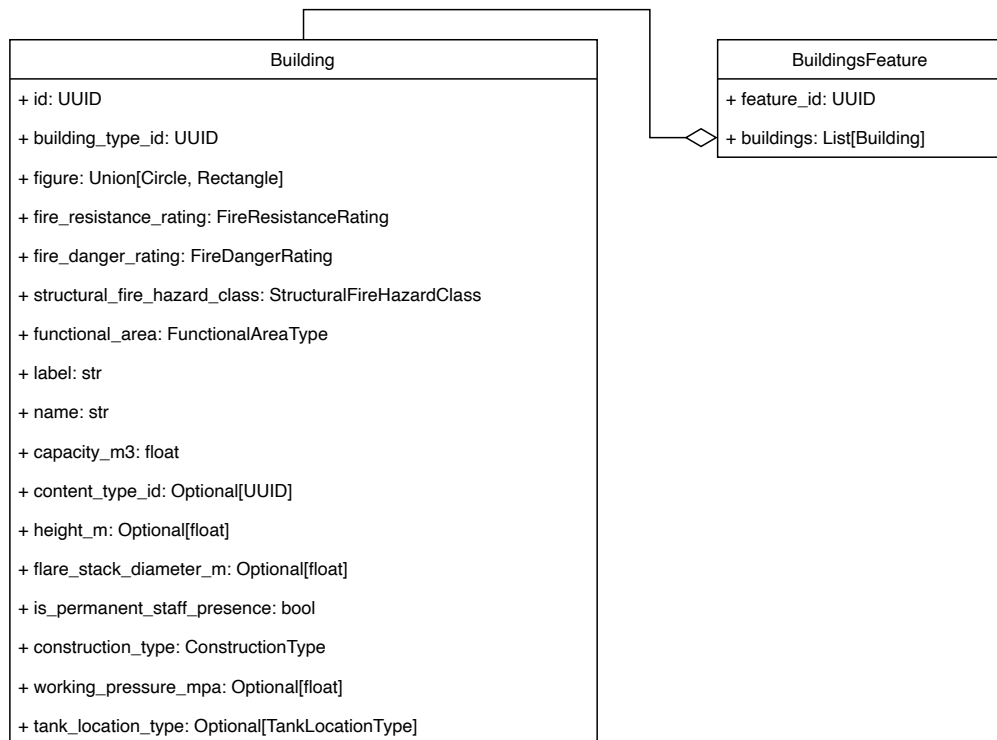 Building
+ id: UUID
+ building_type_id: UUID
+ figure: Union[Circle, Rectangle]
+ fire_resistance_rating: FireResistanceRating
+ fire_danger_rating: FireDangerRating
+ structural_fire_hazard_class: StructuralFireHazardClass
+ functional_area: FunctionalAreaType
+ label: str
+ name: str
+ capacity_m3: float
+ content_type_id: Optional[UUID]
+ height_m: Optional[float]
+ flare_stack_diameter_m: Optional[float]
+ is_permanent_staff_presence: bool
+ construction_type: ConstructionType
+ working_pressure_mpa: Optional[float]
+ tank_location_type: Optional[TankLocationType]
BuildingsFeature
+ feature_id: UUID
+ buildings: List[Building]